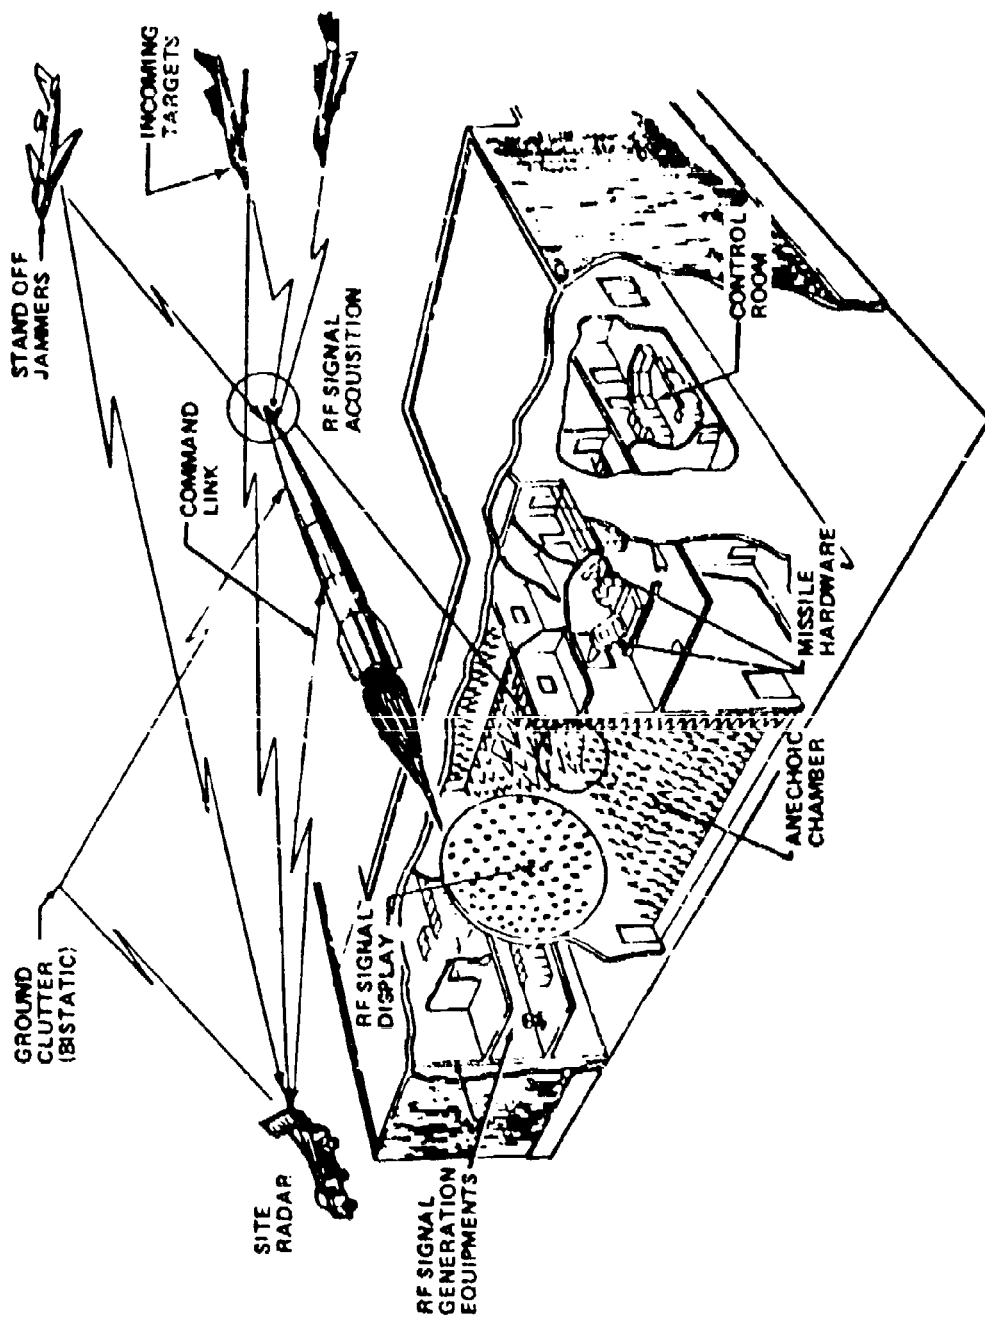 STAND OFF
JAMMERS
INCOMING
TARGETS
GROUND
CLUTTER
(BISTATIC)
COMMAND
LINK
RF SIGNAL
ACQUISITION
SITE
RADAR
RF SIGNAL
DISPLAY
RF SIGNAL
GENERATION
EQUIPMENTS
CONTROL
ROOM
MISSILE
HARDWARE
ANECHOIC
CHAMBER